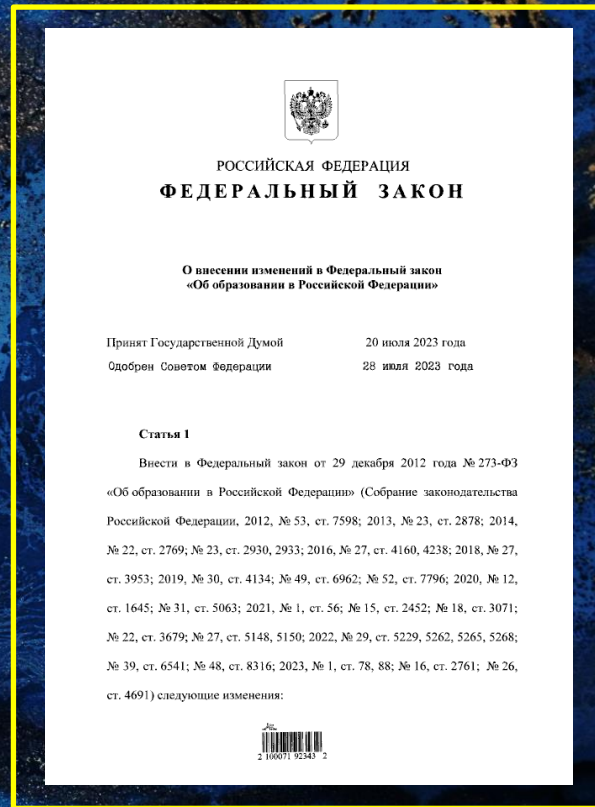 РОССИЙСКАЯ ФЕДЕРАЦИЯ
ФЕДЕРАЛЬНЫЙ ЗАКОН
О внесении изменений в Федеральный закон
«Об образовании в Российской Федерации»
Принят Государственной Думой 20 июля 2023 года
Одобрен Советом Федерации 28 июля 2023 года
Статья 1
Внести в Федеральный закон от 29 декабря 2012 года № 273-ФЗ
«Об образовании в Российской Федерации» (Собрание законодательства
Российской Федерации, 2012, № 53, ст. 7598; 2013, № 23, ст. 2878; 2014,
№ 22, ст. 2769; № 23, ст. 2930, 2933; 2016, № 27, ст. 4160, 4238; 2018, № 27,
ст. 3953; 2019, № 30, ст. 4134; № 49, ст. 6962; № 52, ст. 7796; 2020, № 12,
ст. 1645; № 31, ст. 5063; 2021, № 1, ст. 56; № 15, ст. 2452; № 18, ст. 3071;
№ 22, ст. 3679; № 27, ст. 5148, 5150; 2022, № 29, ст. 5229, 5262, 5265, 5268;
№ 39, ст. 6541; № 48, ст. 8316; 2023, № 1, ст. 78, 88; № 16, ст. 2761; № 26,
ст. 4691) следующие изменения:
2 100071 92343 2